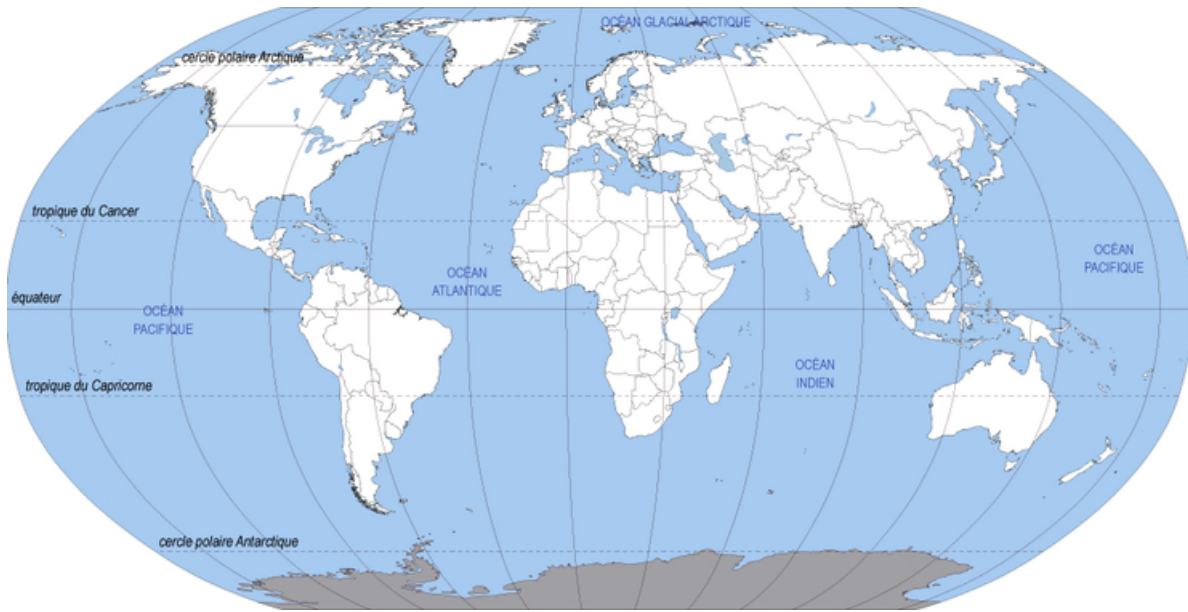 OCÉAN GLACIAL ARCTIQUE
cercle polaire Arctique
tropique du Cancer
OCÉAN
PACIFIQUE
OCÉAN
ATLANTIQUE
équateur
OCÉAN
PACIFIQUE
OCÉAN
INDIEN
tropique du Capricorne
cercle polaire Antarctique